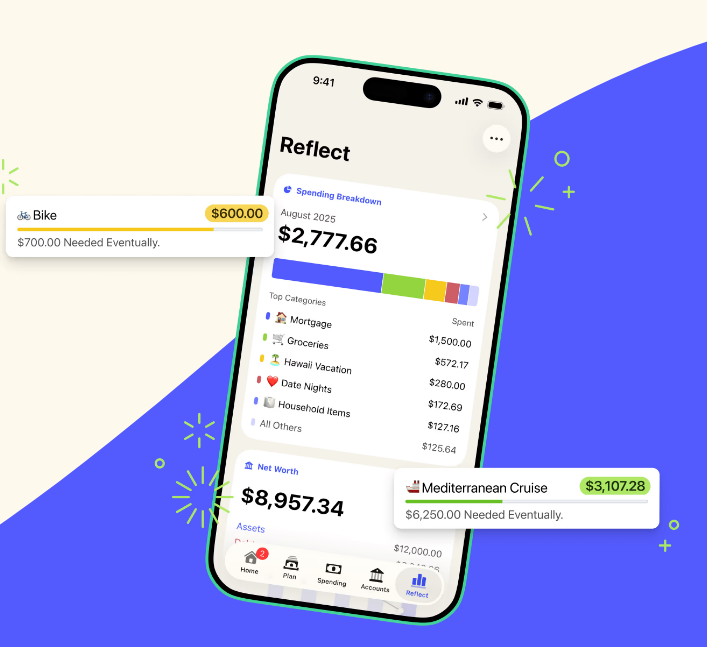 9:41
Reflect
Spending Breakdown
August 2025
$2,777.66
Top Categories Spent
Mortgage $1,500.00
Groceries $572.17
Hawaii Vacation $280.00
Date Nights $172.69
Household Items $127.16
All Others $125.64
Bike $600.00
$700.00 Needed Eventually.
Net Worth
$8,957.34
Mediterranean Cruise $3,107.28
$6,250.00 Needed Eventually.
Assets $12,000.00
2
Home Plan Spending Accounts Reflect